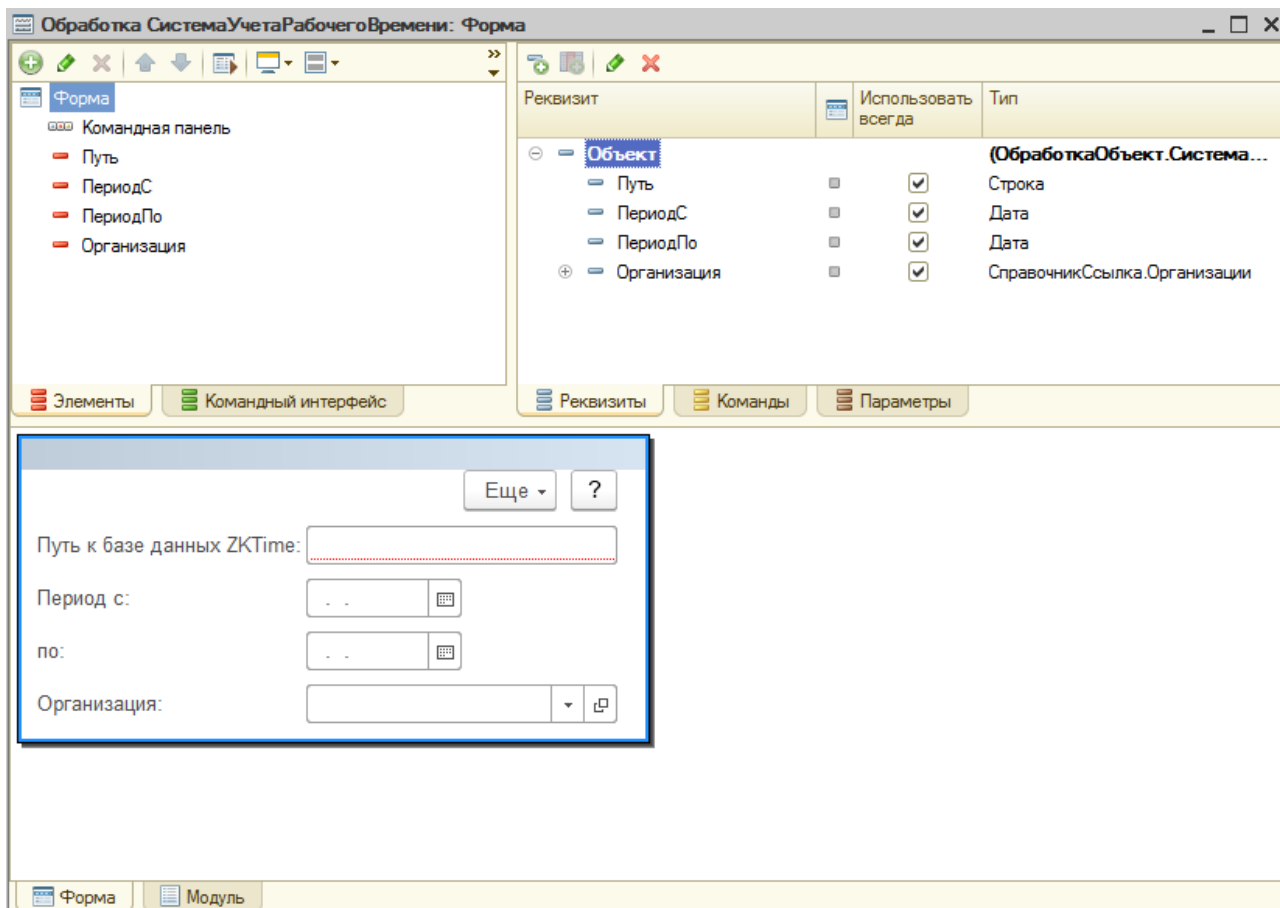 Обработка СистемаУчетаРабочегоВремени: Форма
Форма
Командная панель
Путь
ПериодС
ПериодПо
Организация
Элементы
Командный интерфейс
Реквизит
Использовать всегда
Тип
Объект
(ОбработкаОбъект.Система...
Путь
Строка
ПериодС
Дата
ПериодПо
Дата
Организация
СправочникСсылка.Организации
Реквизиты
Команды
Параметры
Еще
?
Путь к базе данных ZKTime:
Период с:
. .
по:
. .
Организация:
Форма
Модуль